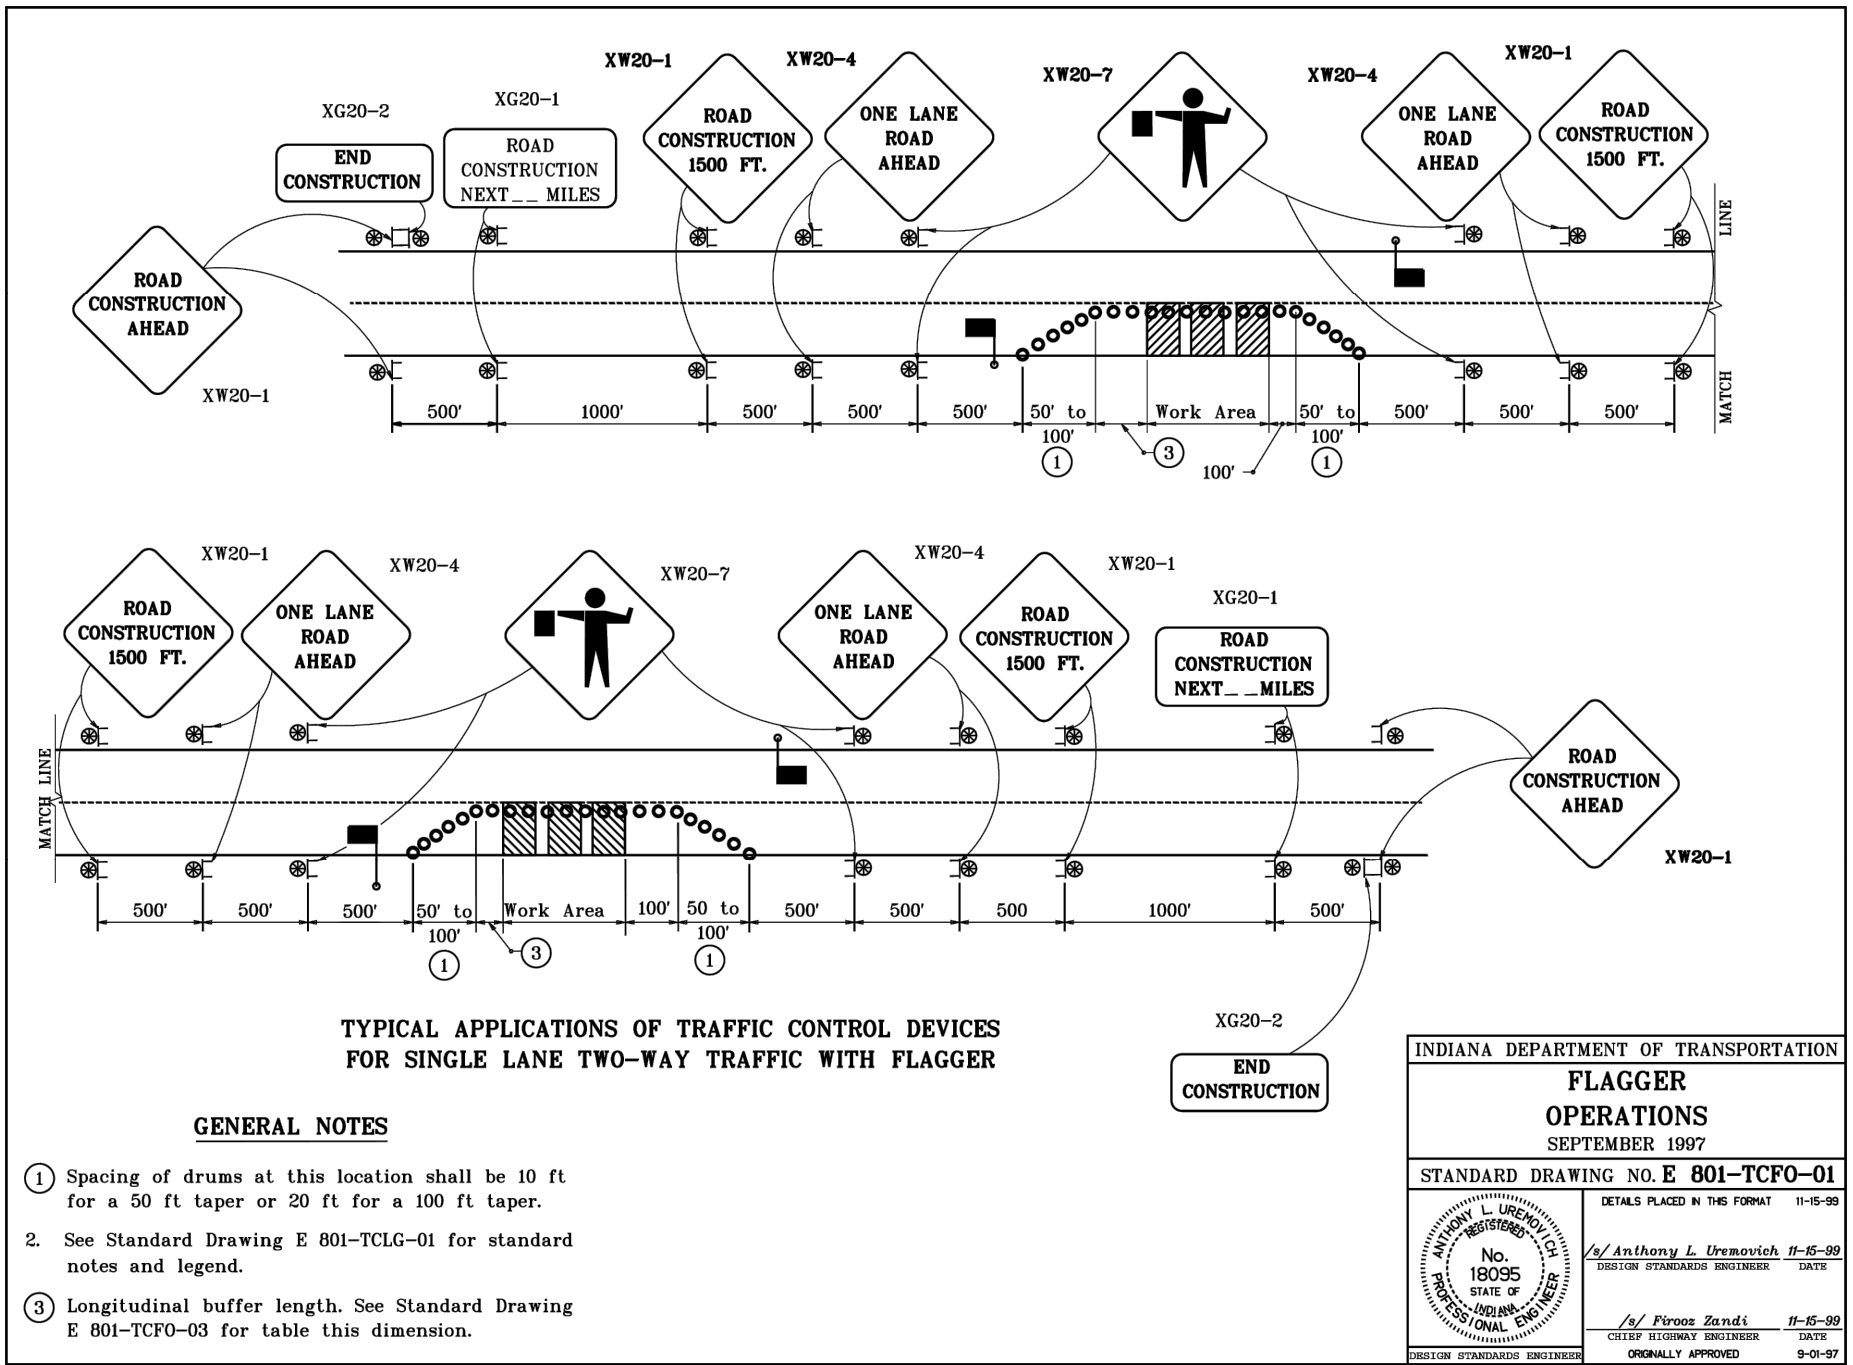 XG20-2
END
CONSTRUCTION
XG20-1
ROAD
CONSTRUCTION
NEXT__ MILES
XW20-1
ROAD
CONSTRUCTION
1500 FT.
XW20-4
ONE LANE
ROAD
AHEAD
XW20-7
XW20-4
ONE LANE
ROAD
AHEAD
XW20-1
ROAD
CONSTRUCTION
1500 FT.
MATCH LINE
ROAD
CONSTRUCTION
AHEAD
XW20-1
500' 1000' 500' 500' 500' 50' to Work Area 50' to 500' 500' 500'
100' 100'
1 3 100' 1
XW20-1
ROAD
CONSTRUCTION
1500 FT.
XW20-4
ONE LANE
ROAD
AHEAD
XW20-7
XW20-4
ONE LANE
ROAD
AHEAD
XW20-1
ROAD
CONSTRUCTION
1500 FT.
XG20-1
ROAD
CONSTRUCTION
NEXT_ _MILES
ROAD
CONSTRUCTION
AHEAD
XW20-1
MATCH LINE
500' 500' 500' 50' to Work Area 100' 50 to 500' 500' 500 1000' 500'
100' 100'
1 3 1
XG20-2
END
CONSTRUCTION
TYPICAL APPLICATIONS OF TRAFFIC CONTROL DEVICES
FOR SINGLE LANE TWO-WAY TRAFFIC WITH FLAGGER
GENERAL NOTES
1 Spacing of drums at this location shall be 10 ft
for a 50 ft taper or 20 ft for a 100 ft taper.
2. See Standard Drawing E 801-TCLG-01 for standard
notes and legend.
3 Longitudinal buffer length. See Standard Drawing
E 801-TCFO-03 for table this dimension.
INDIANA DEPARTMENT OF TRANSPORTATION
FLAGGER
OPERATIONS
SEPTEMBER 1997
STANDARD DRAWING NO. E 801-TCFO-01
ANTHONY L. UREMOVICH
REGISTERED
No.
18095
STATE OF
INDIANA
PROFESSIONAL ENGINEER
DESIGN STANDARDS ENGINEER
DETAILS PLACED IN THIS FORMAT 11-15-99
/s/ Anthony L. Uremovich 11-15-99
DESIGN STANDARDS ENGINEER DATE
/s/ Firooz Zandi 11-15-99
CHIEF HIGHWAY ENGINEER DATE
ORIGINALLY APPROVED 9-01-97